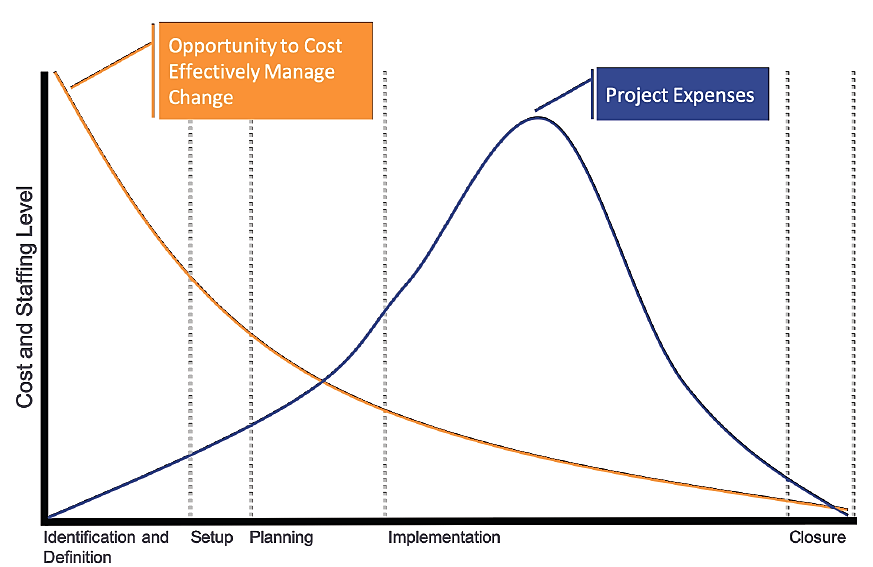 Opportunity to Cost
Effectively Manage
Change
Project Expenses
Cost and Staffing Level
Identification and
Definition
Setup
Planning
Implementation
Closure